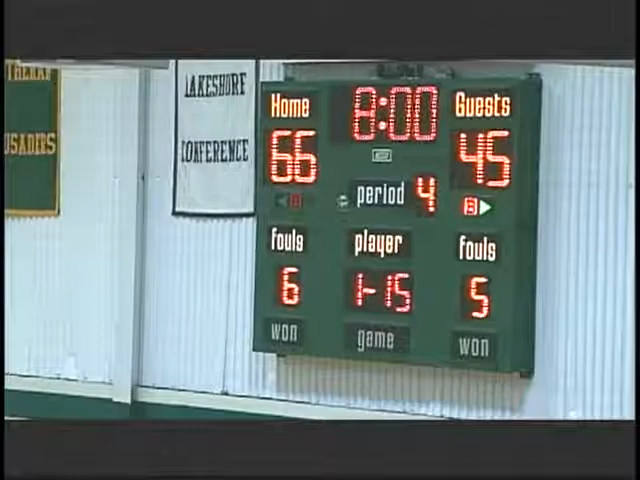 THERAN
USADERS
LAKESHORE
CONFERENCE
Home 8:00 Guests
66 45
period 4
B
fouls player fouls
6 1-15 5
won game won